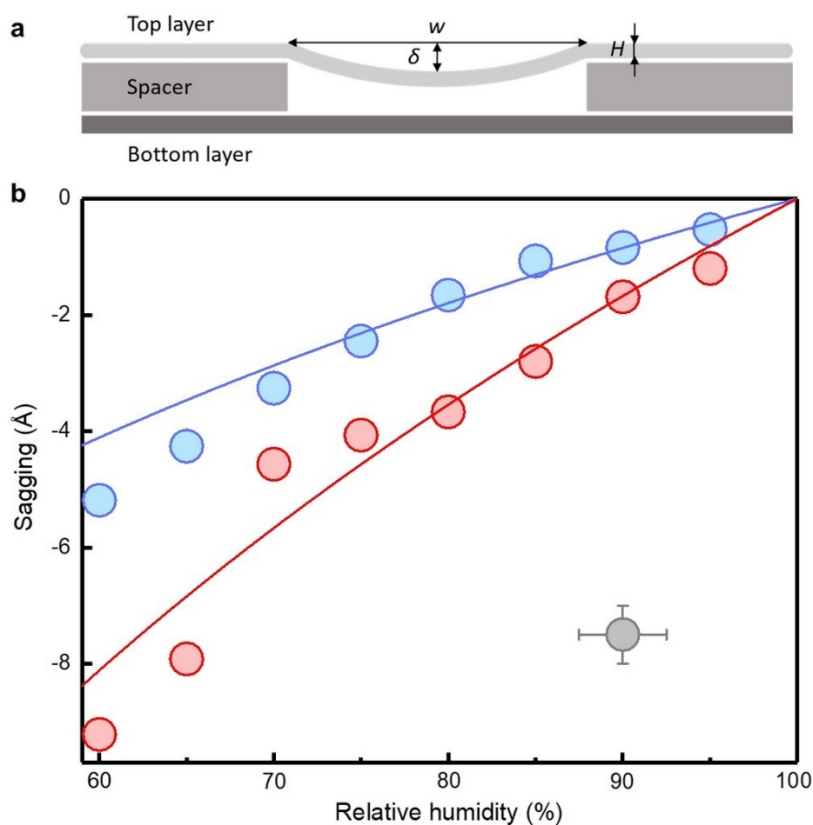 a
Top layer
w
δ
H
Spacer
Bottom layer
b
0
-2
-4
-6
-8
Sagging (Å)
60 70 80 90 100
Relative humidity (%)